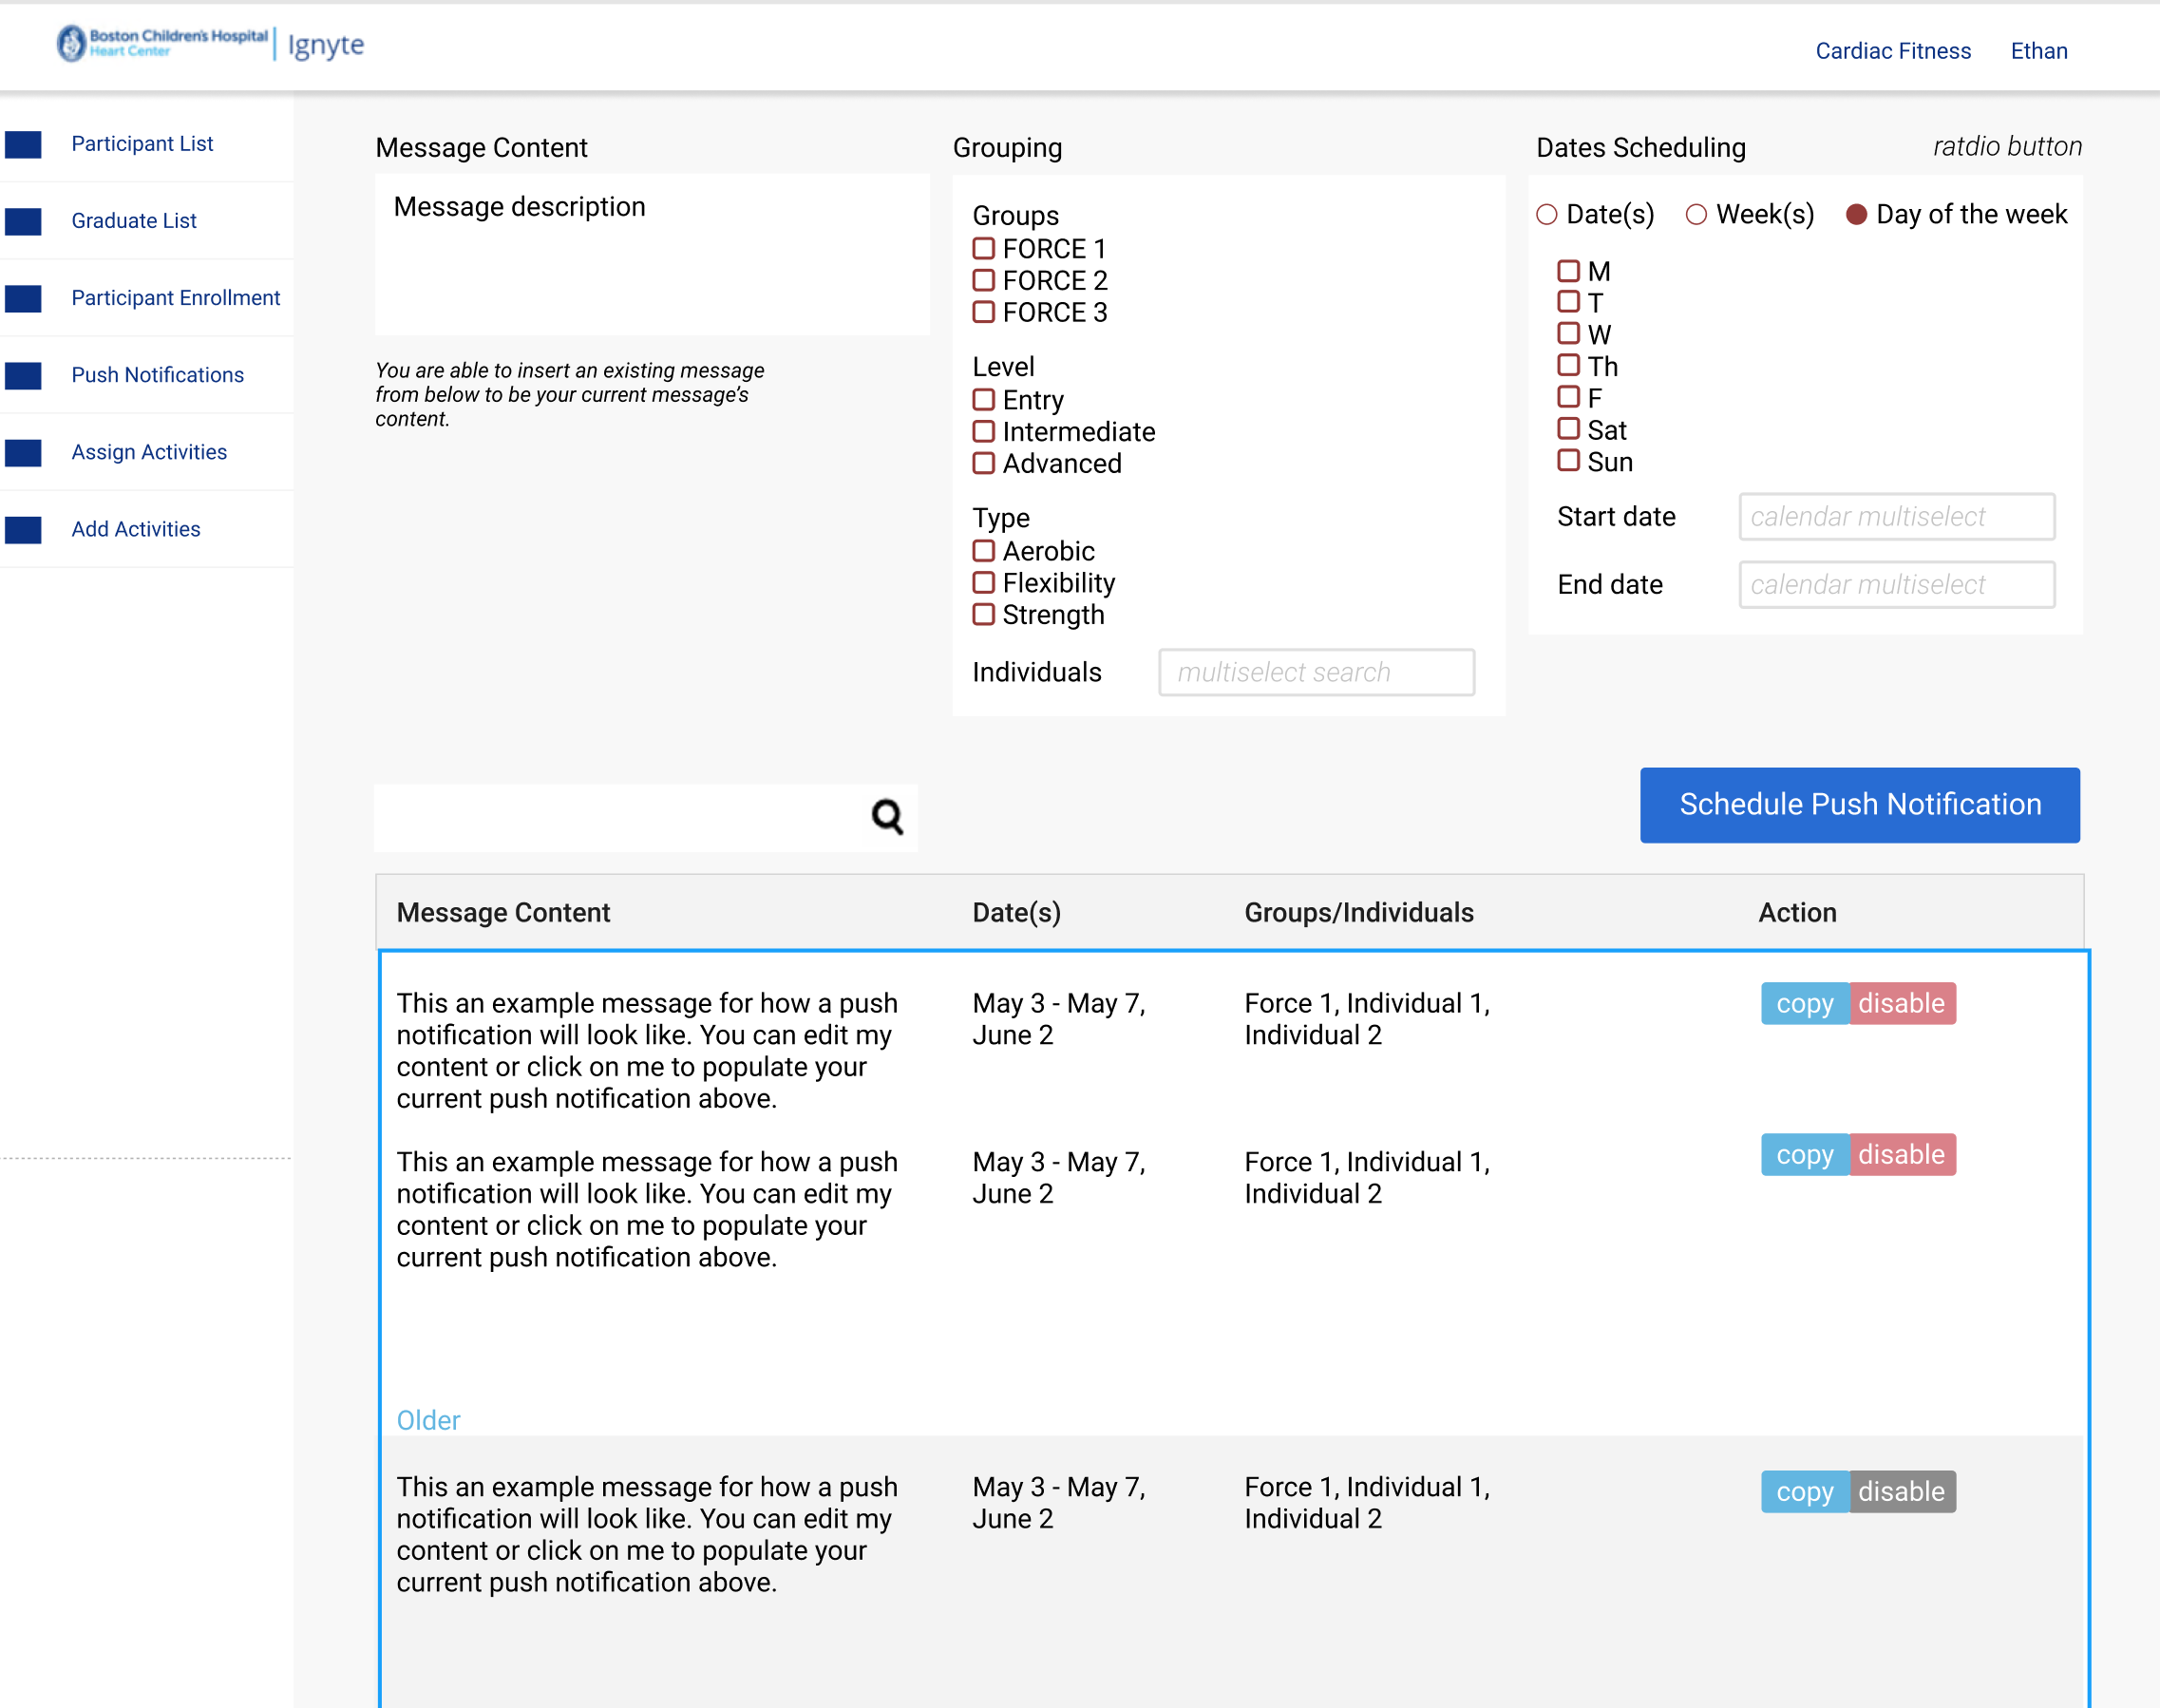 Boston Children's Hospital
Heart Center
Ignyte
Cardiac Fitness
Ethan
Participant List
Graduate List
Participant Enrollment
Push Notifications
Assign Activities
Add Activities
Message Content
Message description
You are able to insert an existing message
from below to be your current message's
content.
Grouping
Groups
FORCE 1
FORCE 2
FORCE 3
Level
Entry
Intermediate
Advanced
Type
Aerobic
Flexibility
Strength
Individuals
multiselect search
Dates Scheduling
ratdio button
Date(s)
Week(s)
Day of the week
M
T
W
Th
F
Sat
Sun
Start date
calendar multiselect
End date
calendar multiselect
Schedule Push Notification
Message Content
Date(s)
Groups/Individuals
Action
This an example message for how a push
notification will look like. You can edit my
content or click on me to populate your
current push notification above.
May 3 - May 7,
June 2
Force 1, Individual 1,
Individual 2
copy
disable
This an example message for how a push
notification will look like. You can edit my
content or click on me to populate your
current push notification above.
May 3 - May 7,
June 2
Force 1, Individual 1,
Individual 2
copy
disable
Older
This an example message for how a push
notification will look like. You can edit my
content or click on me to populate your
current push notification above.
May 3 - May 7,
June 2
Force 1, Individual 1,
Individual 2
copy
disable